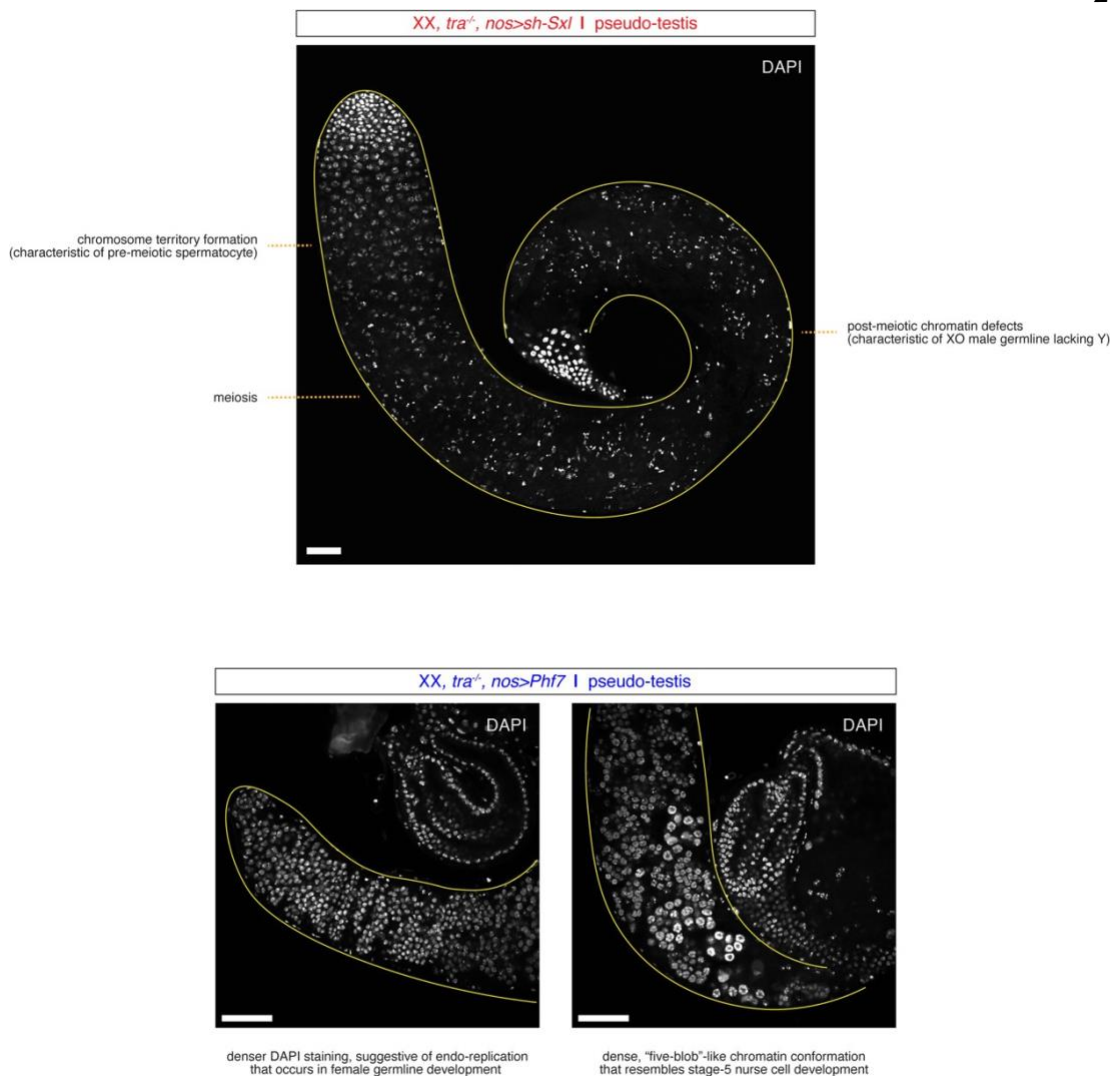 XX, tra-/-, nos>sh-Sxl | pseudo-testis
DAPI
chromosome territory formation
(characteristic of pre-meiotic spermatocyte)
post-meiotic chromatin defects
(characteristic of XO male germline lacking Y)
meiosis
XX, tra-/-, nos>Phf7 | pseudo-testis
DAPI
DAPI
denser DAPI staining, suggestive of endo-replication
that occurs in female germline development
dense, "five-blob"-like chromatin conformation
that resembles stage-5 nurse cell development